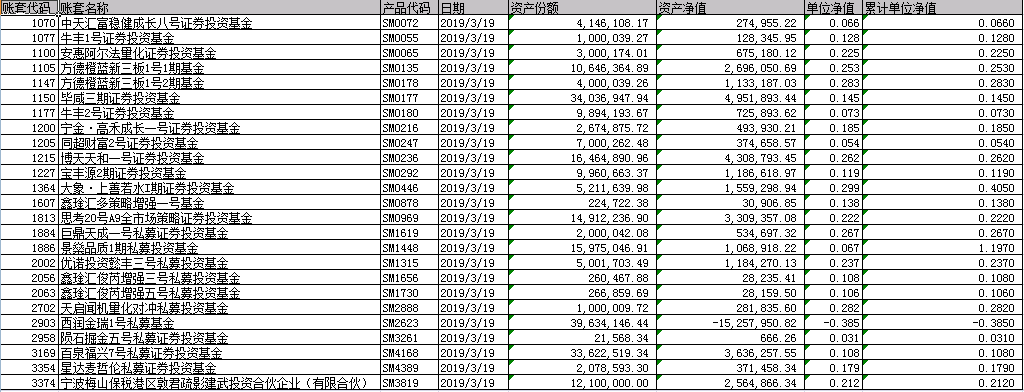 账套代码 账套名称 产品代码 日期 资产份额 资产净值 单位净值 累计单位净值
1070 中天汇富稳健成长八号证券投资基金 SM0072 2019/3/19 4,146,108.17 274,955.22 0.066 0.0660
1077 牛丰1号证券投资基金 SM0055 2019/3/19 1,000,039.27 128,345.95 0.128 0.1280
1100 安惠阿尔法量化证券投资基金 SM0065 2019/3/19 3,000,174.01 675,180.12 0.225 0.2250
1105 方德橙蓝新三板1号1期基金 SM0135 2019/3/19 10,646,364.89 2,696,050.69 0.253 0.2530
1147 方德橙蓝新三板1号2期基金 SM0178 2019/3/19 4,000,039.26 1,133,187.03 0.283 0.2830
1150 毕咸三期证券投资基金 SM0177 2019/3/19 34,036,947.94 4,951,893.44 0.145 0.1450
1177 牛丰2号证券投资基金 SM0180 2019/3/19 9,894,193.67 725,893.62 0.073 0.0730
1200 宁金·高禾成长一号证券投资基金 SM0216 2019/3/19 2,674,875.72 493,930.21 0.185 0.1850
1205 同超财富2号证券投资基金 SM0247 2019/3/19 7,000,262.48 374,658.57 0.054 0.0540
1215 博天天和一号证券投资基金 SM0236 2019/3/19 16,464,890.96 4,308,793.45 0.262 0.2620
1227 宝丰源2期证券投资基金 SM0292 2019/3/19 9,960,663.37 1,186,618.97 0.119 0.1190
1364 大象·上善若水I期证券投资基金 SM0446 2019/3/19 5,211,639.98 1,559,298.94 0.299 0.4050
1607 鑫琻汇多策略增强一号基金 SM0878 2019/3/19 224,722.38 30,906.85 0.138 0.1380
1813 思考20号A9全市场策略证券投资基金 SM0969 2019/3/19 14,912,236.90 3,309,357.08 0.222 0.2220
1884 巨鼎天成一号私募证券投资基金 SM1619 2019/3/19 2,000,042.08 534,697.32 0.267 0.2670
1886 景燊品质1期私募投资基金 SM1448 2019/3/19 15,975,046.91 1,068,918.22 0.067 1.1970
2002 优诺投资懿丰三号私募投资基金 SM1315 2019/3/19 5,001,703.49 1,184,270.13 0.237 0.2370
2056 鑫琻汇俊芮增强三号私募投资基金 SM1656 2019/3/19 260,467.88 28,235.41 0.108 0.1080
2063 鑫琻汇俊芮增强五号私募投资基金 SM1730 2019/3/19 266,859.69 28,159.50 0.106 0.1060
2702 天启闻机量化对冲私募投资基金 SM2888 2019/3/19 1,000,009.72 281,835.60 0.282 0.2820
2903 西润金瑞1号私募基金 SM2623 2019/3/19 39,634,146.44 -15,257,950.82 -0.385 -0.3850
2958 陨石掘金五号私募证券投资基金 SM3261 2019/3/19 21,568.34 666.26 0.031 0.0310
3169 百泉福兴7号私募证券投资基金 SM4168 2019/3/19 33,622,519.34 3,636,257.55 0.108 0.1080
3354 星达麦哲伦私募证券投资基金 SM4389 2019/3/19 2,078,593.30 371,458.34 0.179 0.1790
3374 宁波梅山保税港区敦君疏影建武投资合伙企业（有限合伙） SM3819 2019/3/19 12,100,000.00 2,564,866.34 0.212 0.2120